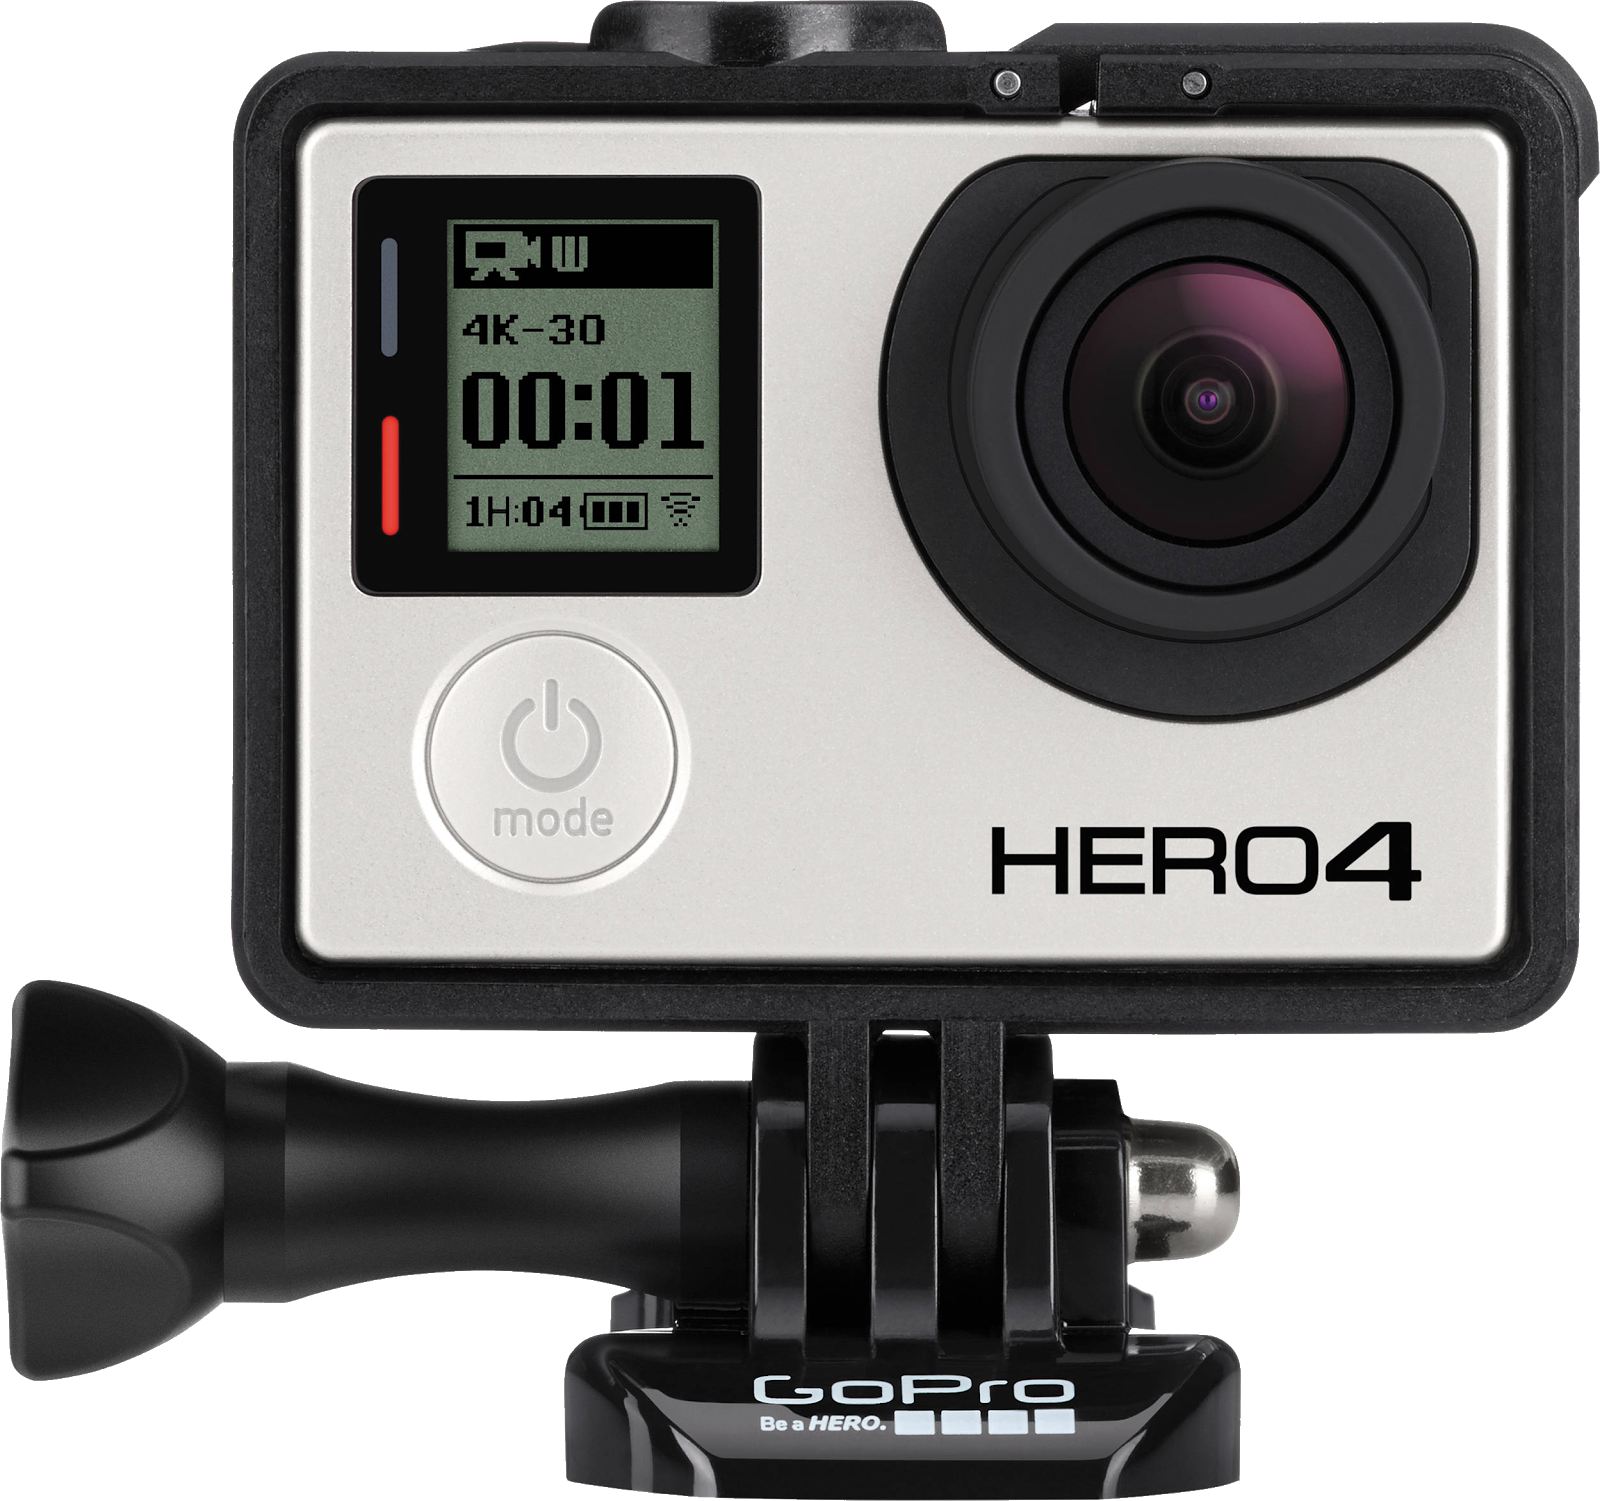 W
4K-30
00:01
1H:04
mode
HERO4
GoPro
Be a HERO.